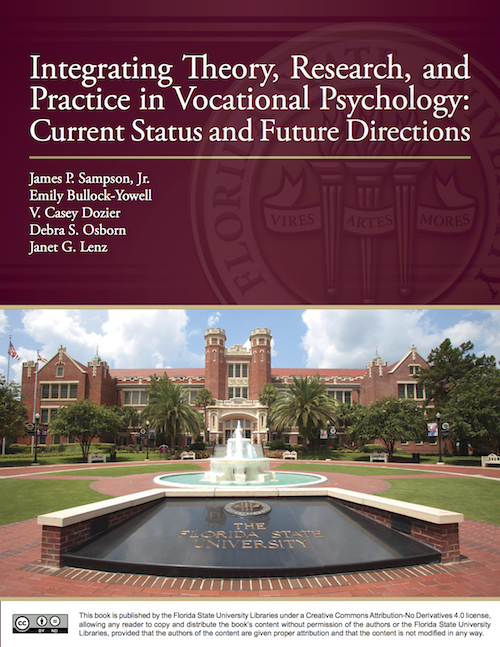 Integrating Theory, Research, and
Practice in Vocational Psychology:
Current Status and Future Directions
James P. Sampson, Jr.
Emily Bullock-Yowell
V. Casey Dozier
Debra S. Osborn
Janet G. Lenz
FLORIDA
VIRES ARTES MORES
THE
FLORIDA STATE
UNIVERSITY
cc BY ND
This book is published by the Florida State University Libraries under a Creative Commons Attribution-No Derivatives 4.0 license,
allowing any reader to copy and distribute the book's content without permission of the authors or the Florida State University
Libraries, provided that the authors of the content are given proper attribution and that the content is not modified in any way.